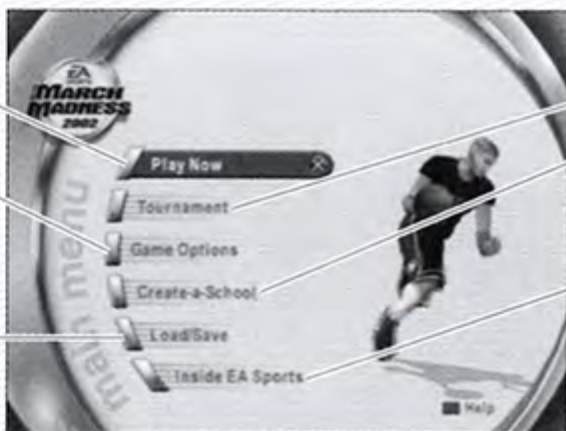 EA
SPORTS
MARCH
MADNESS
2002
main menu
Play Now
Tournament
Game Options
Create-a-School
Load/Save
Inside EA Sports
Help